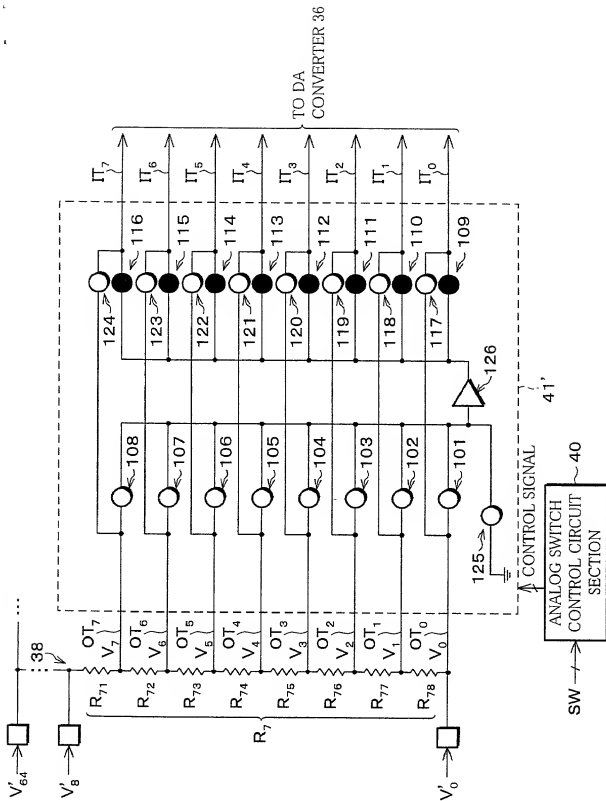 V'64
V'8
V'0
38
R7
R71
R72
R73
R74
R75
R76
R77
R78
OT7
V7
OT6
V6
OT5
V5
OT4
V4
OT3
V3
OT2
V2
OT1
V1
OT0
V0
108
107
106
105
104
103
102
101
125
126
124
123
122
121
120
119
118
117
116
115
114
113
112
111
110
109
IT7
IT6
IT5
IT4
IT3
IT2
IT1
IT0
TO DA
CONVERTER 36
41'
CONTROL SIGNAL
40
SW
ANALOG SWITCH
CONTROL CIRCUIT
SECTION